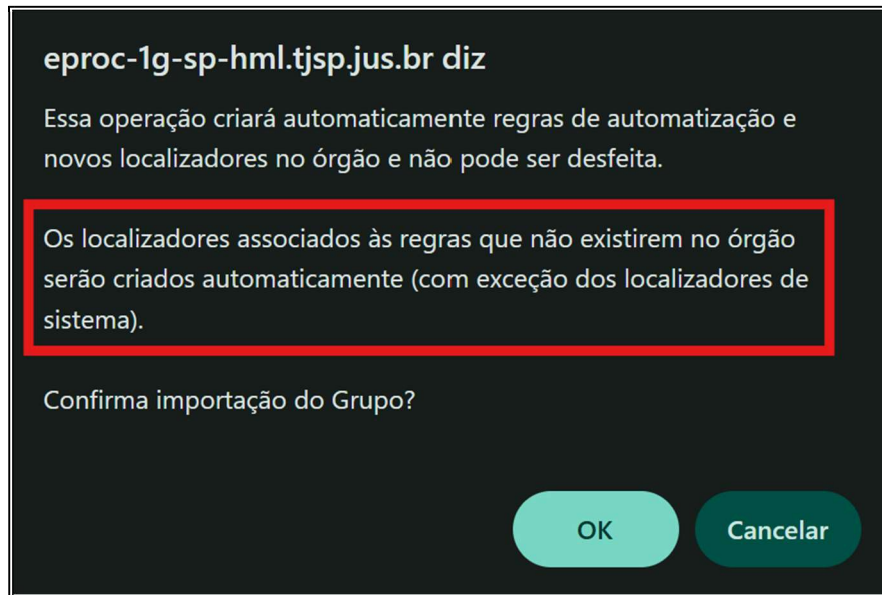 eproc-1g-sp-hml.tjsp.jus.br diz
Essa operação criará automaticamente regras de automatização e
novos localizadores no órgão e não pode ser desfeita.
Os localizadores associados às regras que não existirem no órgão
serão criados automaticamente (com exceção dos localizadores de
sistema).
Confirma importação do Grupo?
OK
Cancelar